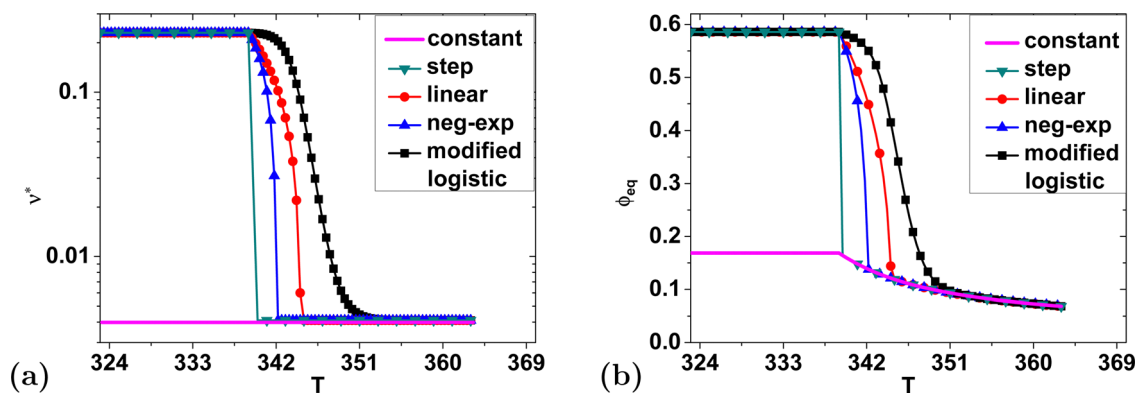 0.1
0.01
ν*
324 333 342 351 360 369
T
constant
step
linear
neg-exp
modified
logistic
(a)
0.6
0.5
0.4
0.3
0.2
0.1
0.0
ϕeq
324 333 342 351 360 369
T
constant
step
linear
neg-exp
modified
logistic
(b)